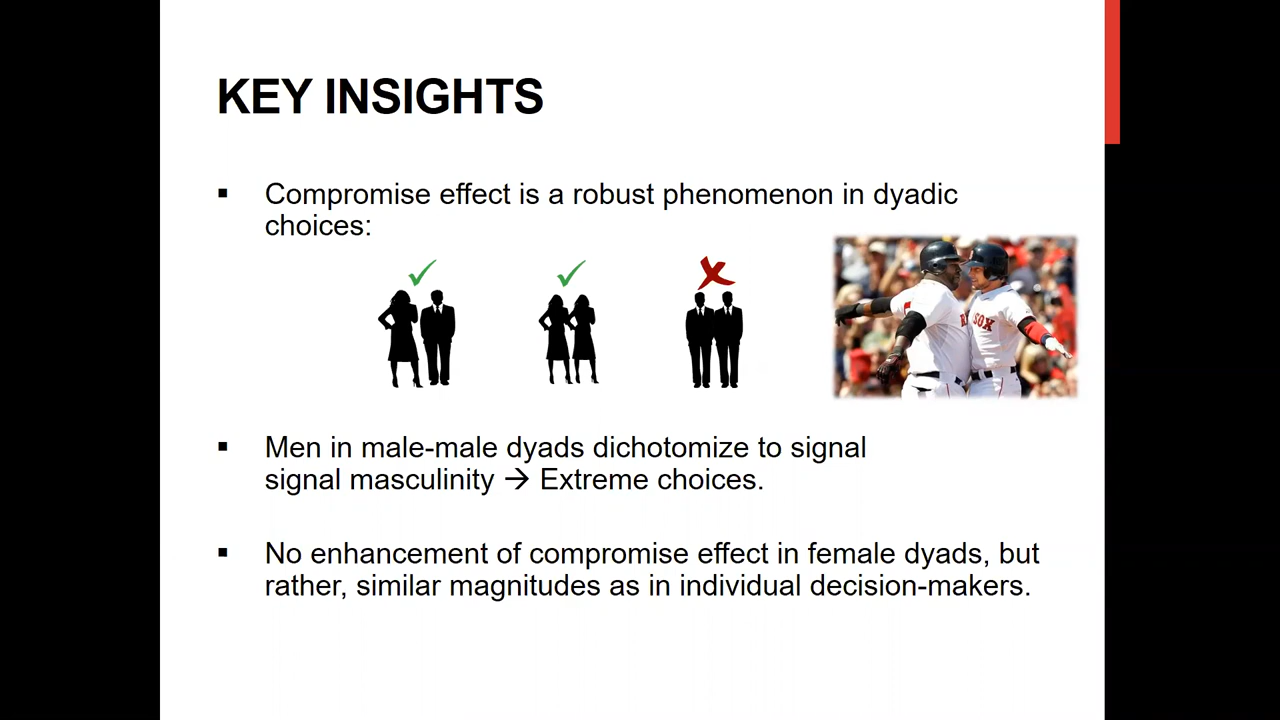 KEY INSIGHTS
▪ Compromise effect is a robust phenomenon in dyadic
choices:
SOX
▪ Men in male-male dyads dichotomize to signal
signal masculinity → Extreme choices.
▪ No enhancement of compromise effect in female dyads, but
rather, similar magnitudes as in individual decision-makers.